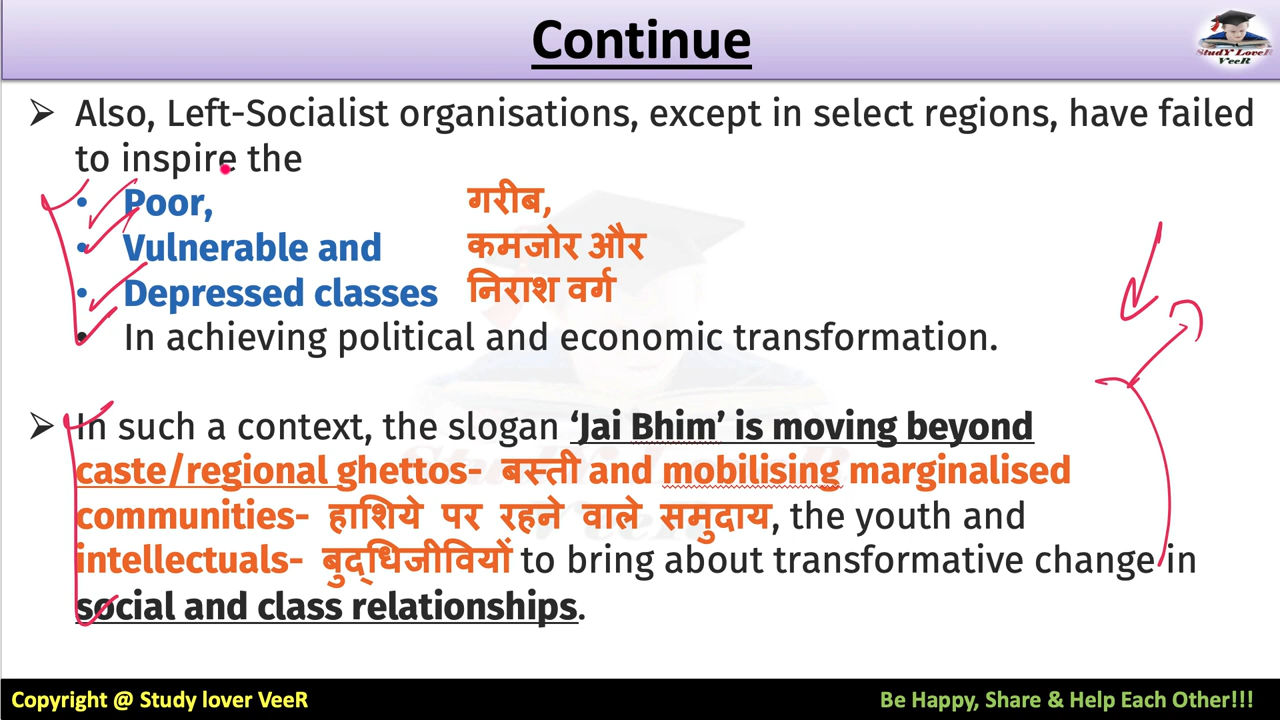 Continue
StudY LoveR
VeeR
Also, Left-Socialist organisations, except in select regions, have failed
to inspire the
Poor, गरीब,
Vulnerable and कमजोर और
Depressed classes निराश वर्ग
In achieving political and economic transformation.
In such a context, the slogan ‘Jai Bhim’ is moving beyond
caste/regional ghettos- बस्ती and mobilising marginalised
communities- हाशिये पर रहने वाले समुदाय, the youth and
intellectuals- बुद्धिजीवियों to bring about transformative change in
social and class relationships.
Copyright @ Study lover VeeR Be Happy, Share & Help Each Other!!!